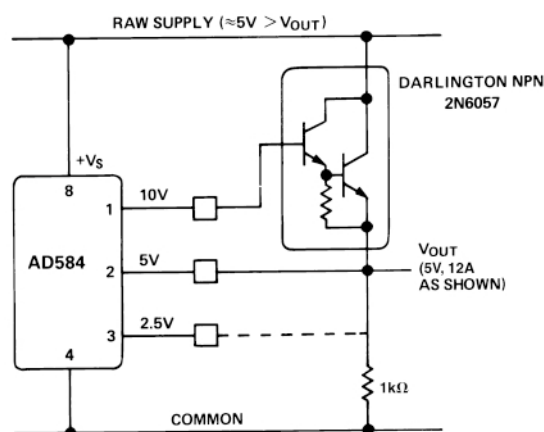 RAW SUPPLY (≈5V > VOUT)
DARLINGTON NPN
2N6057
+VS
8
1
10V
AD584
2
5V
VOUT
(5V, 12A
AS SHOWN)
3
2.5V
4
1kΩ
COMMON